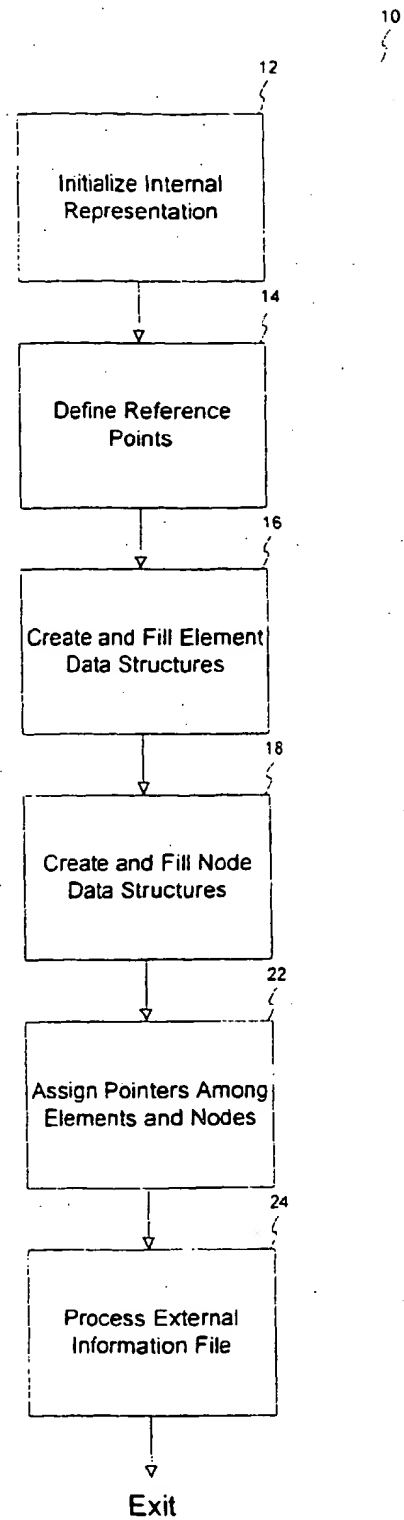 10
12
Initialize Internal
Representation
14
Define Reference
Points
16
Create and Fill Element
Data Structures
18
Create and Fill Node
Data Structures
22
Assign Pointers Among
Elements and Nodes
24
Process External
Information File
Exit